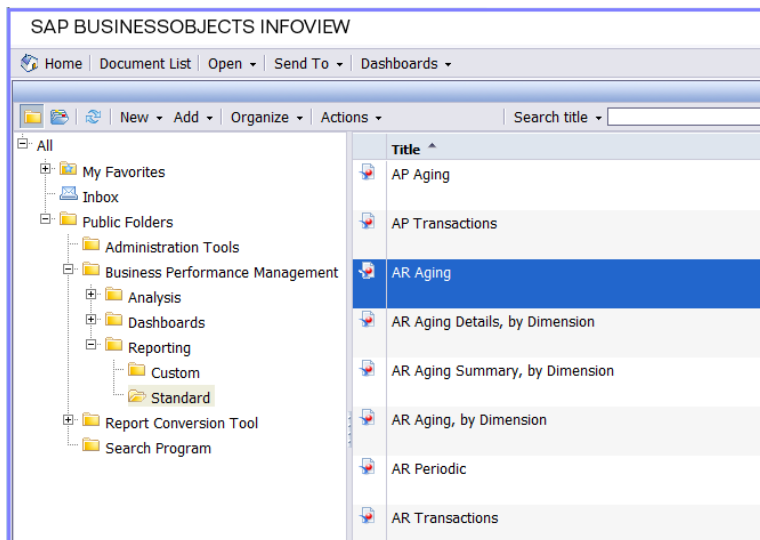 SAP BUSINESSOBJECTS INFOVIEW
Home Document List Open Send To Dashboards
New Add Organize Actions Search title
All
My Favorites
Inbox
Public Folders
Administration Tools
Business Performance Management
Analysis
Dashboards
Reporting
Custom
Standard
Report Conversion Tool
Search Program
Title
AP Aging
AP Transactions
AR Aging
AR Aging Details, by Dimension
AR Aging Summary, by Dimension
AR Aging, by Dimension
AR Periodic
AR Transactions